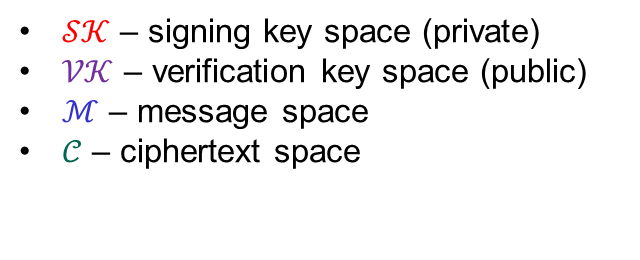 • 𝒮𝒦 – signing key space (private)
• 𝒱𝒦 – verification key space (public)
• ℳ – message space
• 𝒞 – ciphertext space